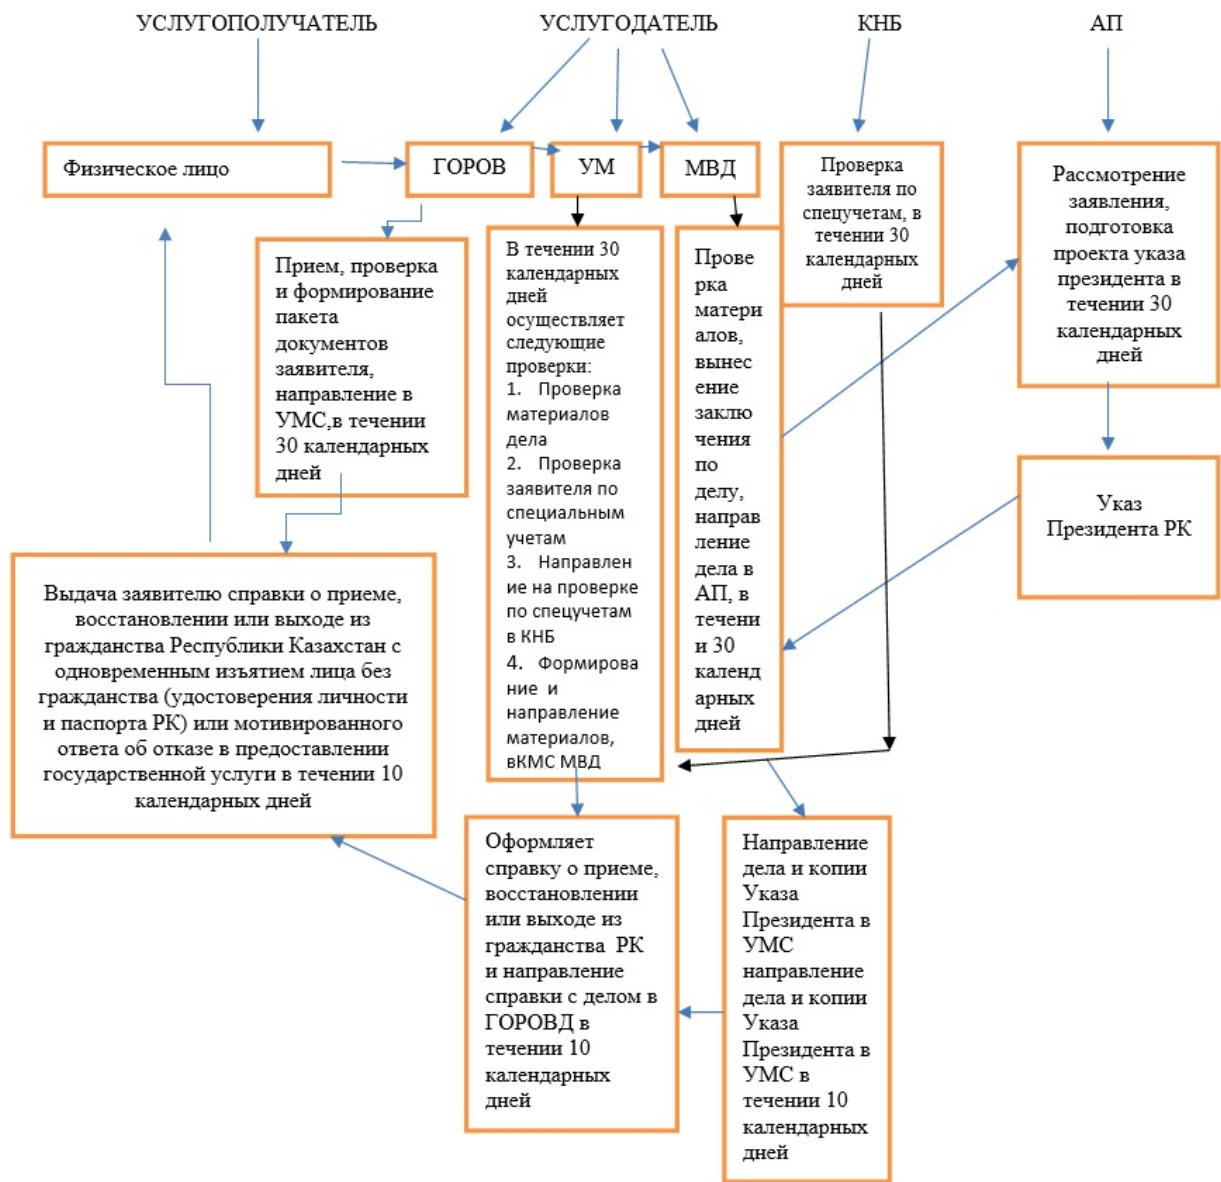 УСЛУГОПОЛУЧАТЕЛЬ
УСЛУГОДАТЕЛЬ
КНБ
АП
Физическое лицо
ГОРОВ
УМ
МВД
Проверка
заявителя по
спецучетам, в
течении 30
календарных
дней
Рассмотрение
заявления,
подготовка
проекта указа
президента в
течении 30
календарных
дней
Прием, проверка
и формирование
пакета
документов
заявителя,
направление в
УМС,в течении
30 календарных
дней
В течении 30
календарных
дней
осуществляет
следующие
проверки:
1. Проверка
материалов
дела
2. Проверка
заявителя по
специальным
учетам
3. Направлен
ие на проверке
по спецучетам
в КНБ
4. Формирова
ние и
направление
материалов,
вКМС МВД
Прове
рка
матери
алов,
вынес
ение
заклю
чения
по
делу,
направ
ление
дела в
АП, в
течени
и 30
календ
арных
дней
Указ
Президента РК
Выдача заявителю справки о приеме,
восстановлении или выходе из
гражданства Республики Казахстан с
одновременным изъятием лица без
гражданства (удостоверения личности
и паспорта РК) или мотивированного
ответа об отказе в предоставлении
государственной услуги в течении 10
календарных дней
Оформляет
справку о приеме,
восстановлении
или выходе из
гражданства РК
и направление
справки с делом в
ГОРОВД в
течении 10
календарных
дней
Направление
дела и копии
Указа
Президента в
УМС
направление
дела и копии
Указа
Президента в
УМС в
течении 10
календарных
дней